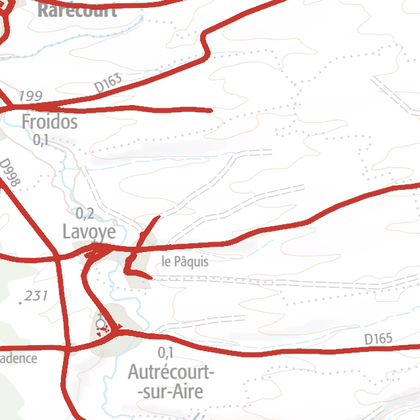 Rarécourt
D163
199
Froidos
0,1
D998
0,2
Lavoye
le Pâquis
231
D165
adence
0,1
Autrécourt-
-sur-Aire